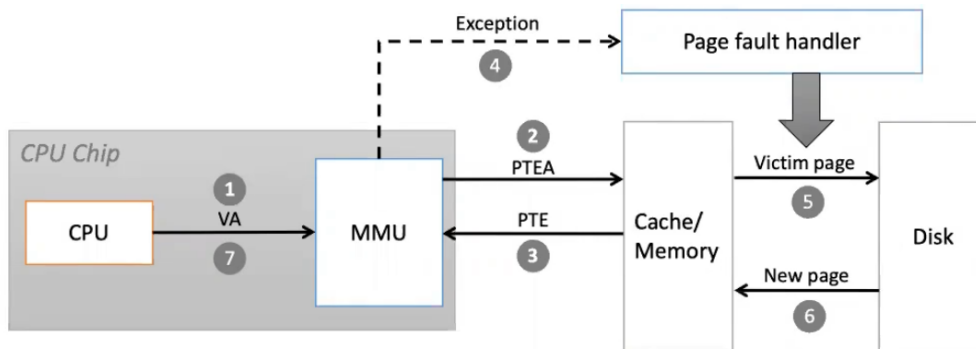 Exception
4
Page fault handler
CPU Chip
2
PTEA
1
VA
7
CPU
MMU
PTE
3
Cache/
Memory
Victim page
5
Disk
New page
6